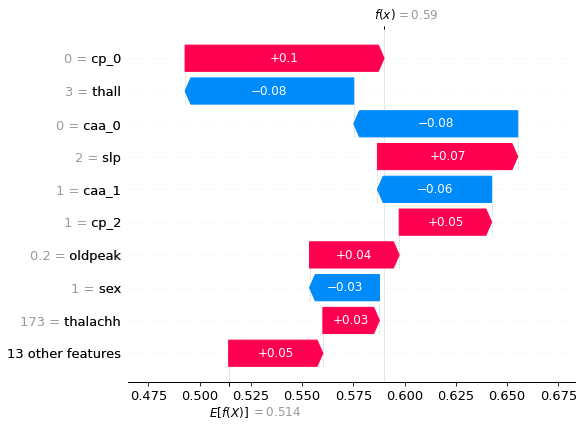 f(x) = 0.59
0 = cp_0 +0.1
3 = thall −0.08
0 = caa_0 −0.08
2 = slp +0.07
1 = caa_1 −0.06
1 = cp_2 +0.05
0.2 = oldpeak +0.04
1 = sex −0.03
173 = thalachh +0.03
13 other features +0.05
0.475 0.500 0.525 0.550 0.575 0.600 0.625 0.650 0.675
E[f(X)] = 0.514